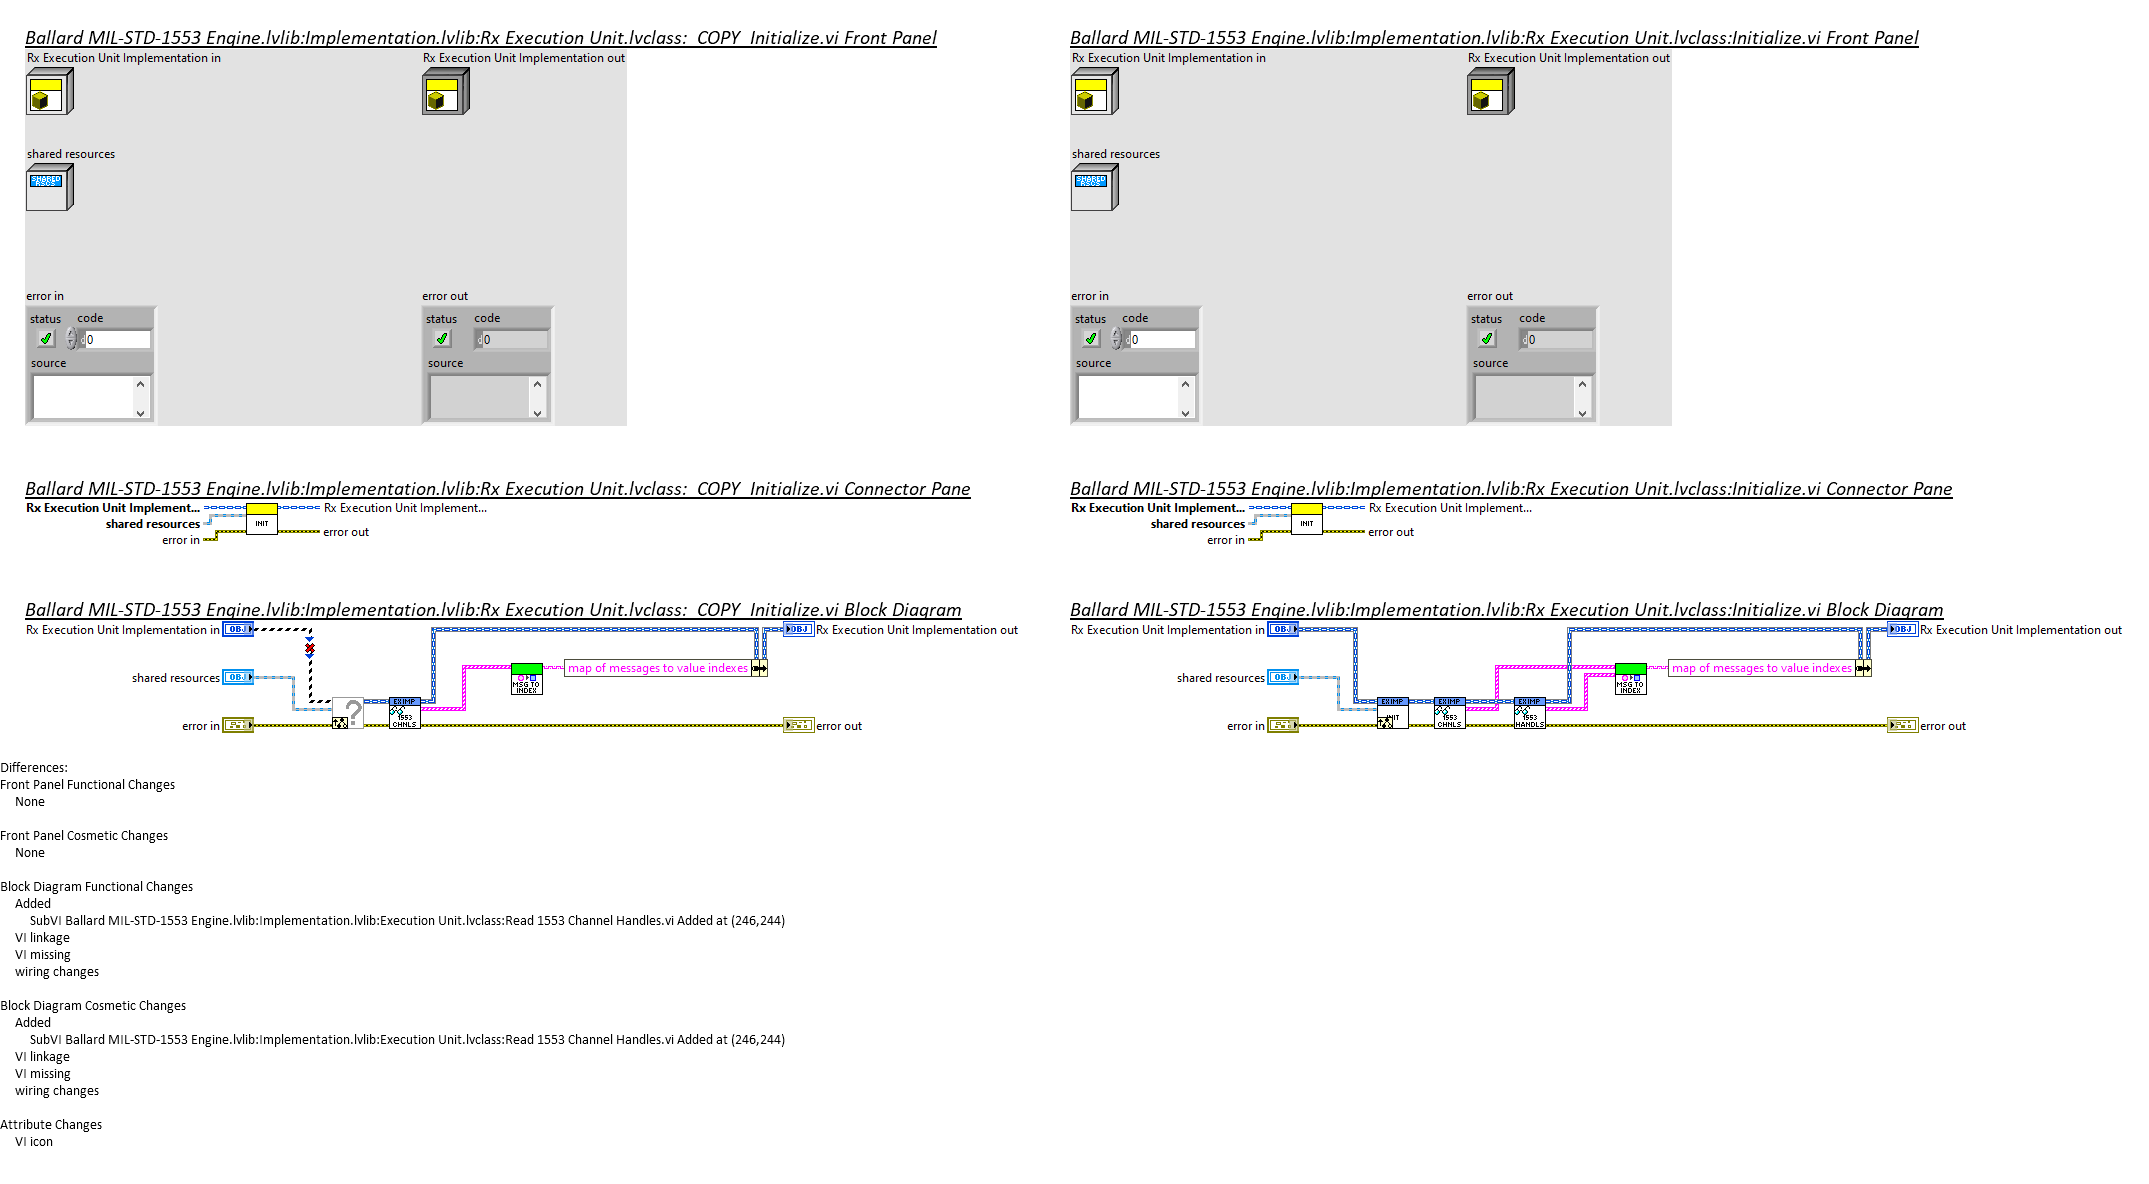 Ballard MIL-STD-1553 Engine.lvlib:Implementation.lvlib:Rx Execution Unit.lvclass:_COPY_Initialize.vi Front Panel
Rx Execution Unit Implementation in
Rx Execution Unit Implementation out
shared resources
SHARED
RSCS
error in
error out
status code
0
source
status code
0
source
Ballard MIL-STD-1553 Engine.lvlib:Implementation.lvlib:Rx Execution Unit.lvclass:Initialize.vi Front Panel
Rx Execution Unit Implementation in
Rx Execution Unit Implementation out
shared resources
SHARED
RSCS
error in
error out
status code
0
source
status code
0
source
Ballard MIL-STD-1553 Engine.lvlib:Implementation.lvlib:Rx Execution Unit.lvclass:_COPY_Initialize.vi Connector Pane
Rx Execution Unit Implement...
shared resources
error in
INIT
Rx Execution Unit Implement...
error out
Ballard MIL-STD-1553 Engine.lvlib:Implementation.lvlib:Rx Execution Unit.lvclass:Initialize.vi Connector Pane
Rx Execution Unit Implement...
shared resources
error in
INIT
Rx Execution Unit Implement...
error out
Ballard MIL-STD-1553 Engine.lvlib:Implementation.lvlib:Rx Execution Unit.lvclass:_COPY_Initialize.vi Block Diagram
Rx Execution Unit Implementation in
OBJ
OBJ
Rx Execution Unit Implementation out
MSG TO
INDEX
map of messages to value indexes
shared resources
OBJ
?
EXIMP
1553
CHNLS
error in
error out
Ballard MIL-STD-1553 Engine.lvlib:Implementation.lvlib:Rx Execution Unit.lvclass:Initialize.vi Block Diagram
Rx Execution Unit Implementation in
OBJ
OBJ
Rx Execution Unit Implementation out
MSG TO
INDEX
map of messages to value indexes
shared resources
OBJ
EXIMP
EXIMP
1553
CHNLS
EXIMP
1553
HANDLS
error in
error out
Differences:
Front Panel Functional Changes
None
Front Panel Cosmetic Changes
None
Block Diagram Functional Changes
Added
SubVI Ballard MIL-STD-1553 Engine.lvlib:Implementation.lvlib:Execution Unit.lvclass:Read 1553 Channel Handles.vi Added at (246,244)
VI linkage
VI missing
wiring changes
Block Diagram Cosmetic Changes
Added
SubVI Ballard MIL-STD-1553 Engine.lvlib:Implementation.lvlib:Execution Unit.lvclass:Read 1553 Channel Handles.vi Added at (246,244)
VI linkage
VI missing
wiring changes
Attribute Changes
VI icon